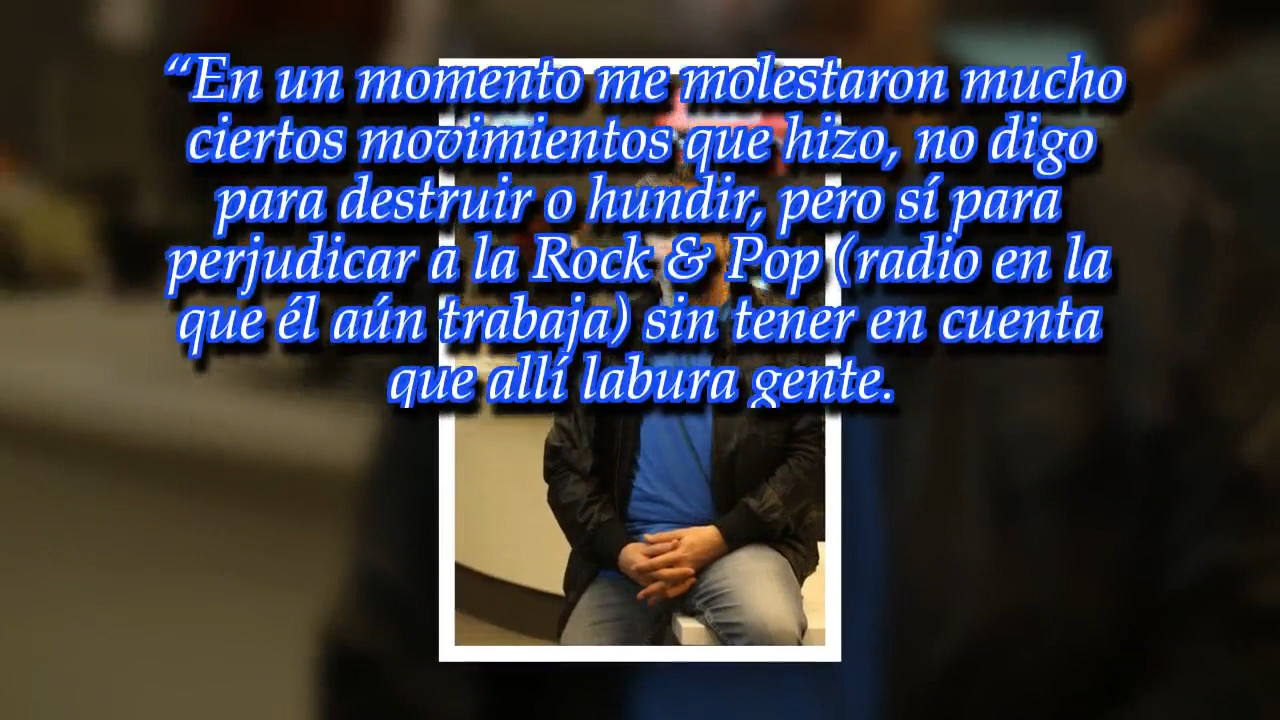 “En un momento me molestaron mucho
ciertos movimientos que hizo, no digo
para destruir o hundir, pero sí para
perjudicar a la Rock & Pop (radio en la
que él aún trabaja) sin tener en cuenta
que allí labura gente.